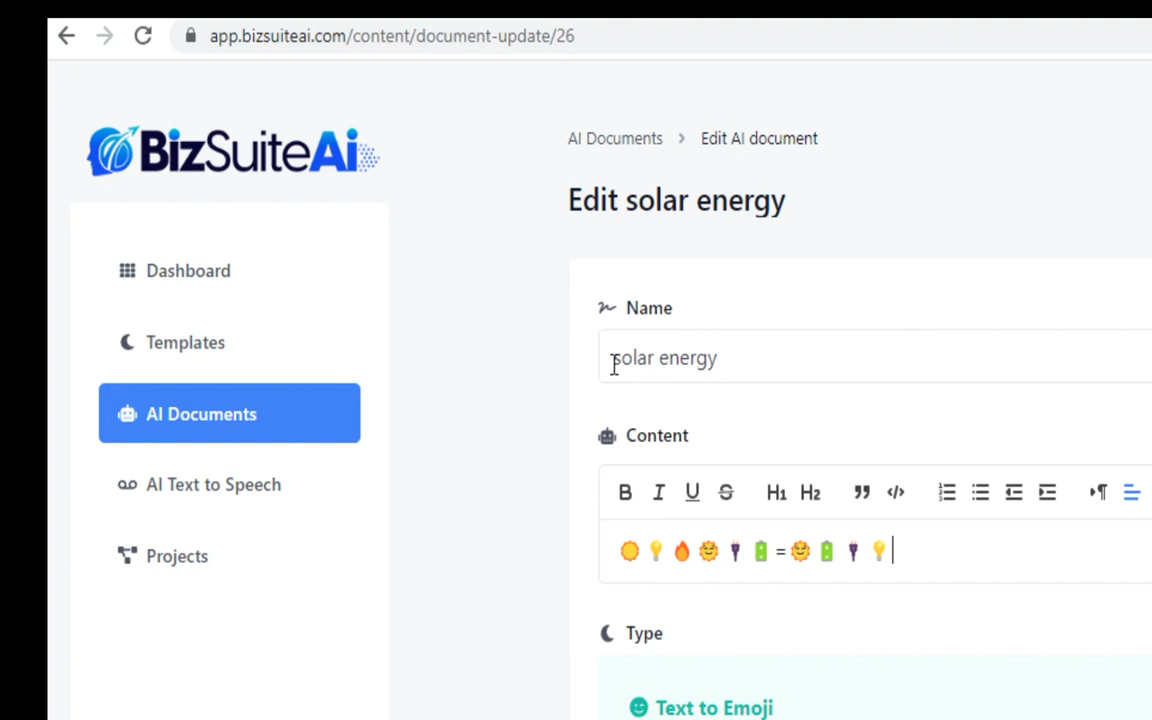 app.bizsuiteai.com/content/document-update/26
BizSuiteAi
AI Documents > Edit AI document
Edit solar energy
Dashboard
Templates
AI Documents
AI Text to Speech
Projects
Name
solar energy
Content
B I U S H1 H2
☀️💡🔥🌞🔌🔋=🌞🔋🔌💡
Type
Text to Emoji